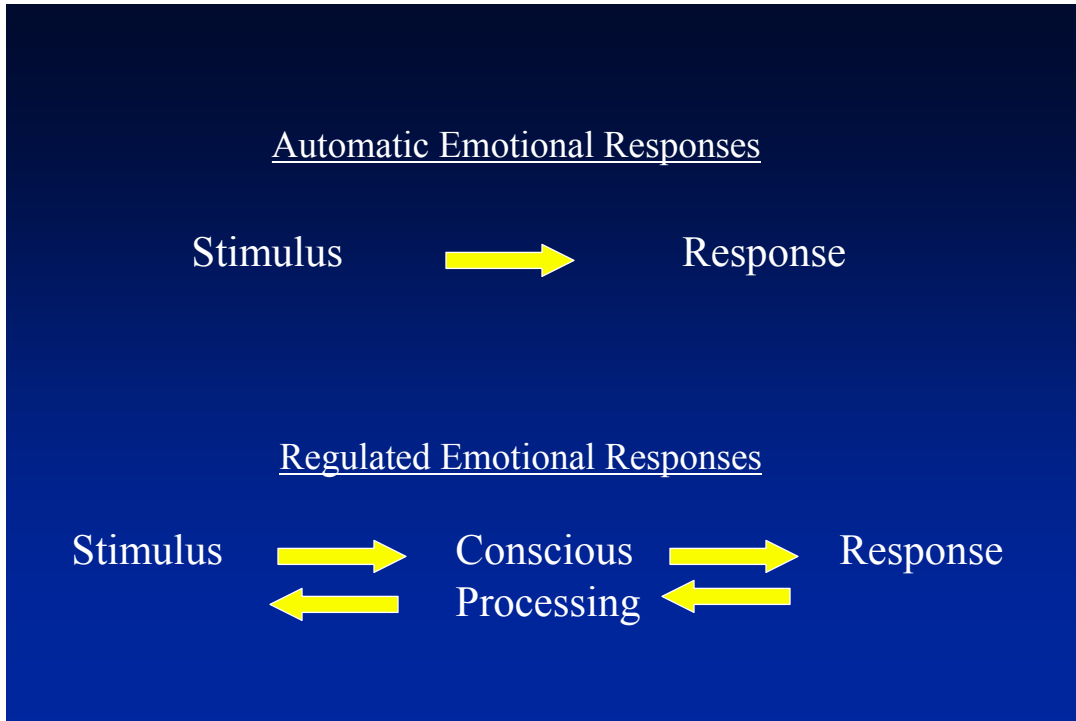 Automatic Emotional Responses
Stimulus Response
Regulated Emotional Responses
Stimulus Conscious Response
Processing